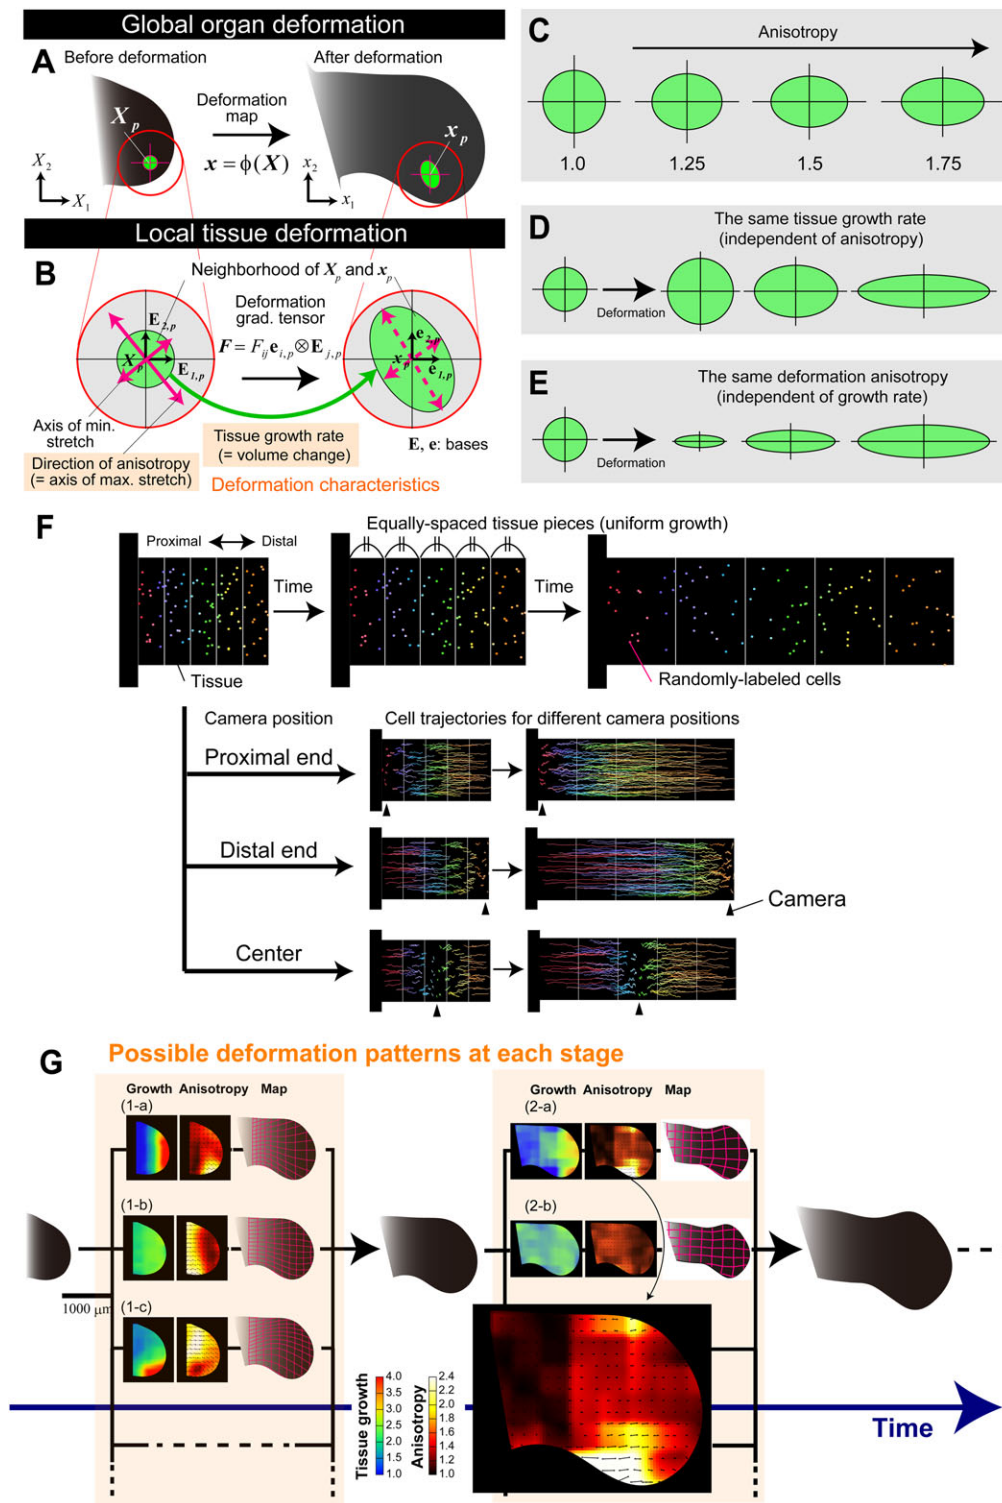 Global organ deformation
A
Before deformation
After deformation
Deformation
map
X_p
x_p
x = ϕ(X)
X_2
X_1
x_2
x_1
Local tissue deformation
B
Neighborhood of X_p and x_p
Deformation
grad. tensor
F = F_ij e_i,p ⊗ E_j,p
E_2,p
X_p
E_1,p
e_2,p
x_p
e_1,p
Axis of min.
stretch
Direction of anisotropy
(= axis of max. stretch)
Tissue growth rate
(= volume change)
E, e: bases
Deformation characteristics
C
Anisotropy
1.0
1.25
1.5
1.75
D
The same tissue growth rate
(independent of anisotropy)
Deformation
E
The same deformation anisotropy
(independent of growth rate)
Deformation
F
Equally-spaced tissue pieces (uniform growth)
Proximal
Distal
Time
Time
Tissue
Randomly-labeled cells
Camera position
Cell trajectories for different camera positions
Proximal end
Distal end
Camera
Center
G
Possible deformation patterns at each stage
Growth Anisotropy Map
(1-a)
(1-b)
(1-c)
Growth Anisotropy Map
(2-a)
(2-b)
1000 μm
Tissue growth
4.0
3.0
2.5
2.0
1.5
1.0
Anisotropy
2.4
2.0
1.8
1.6
1.4
1.2
1.0
Time